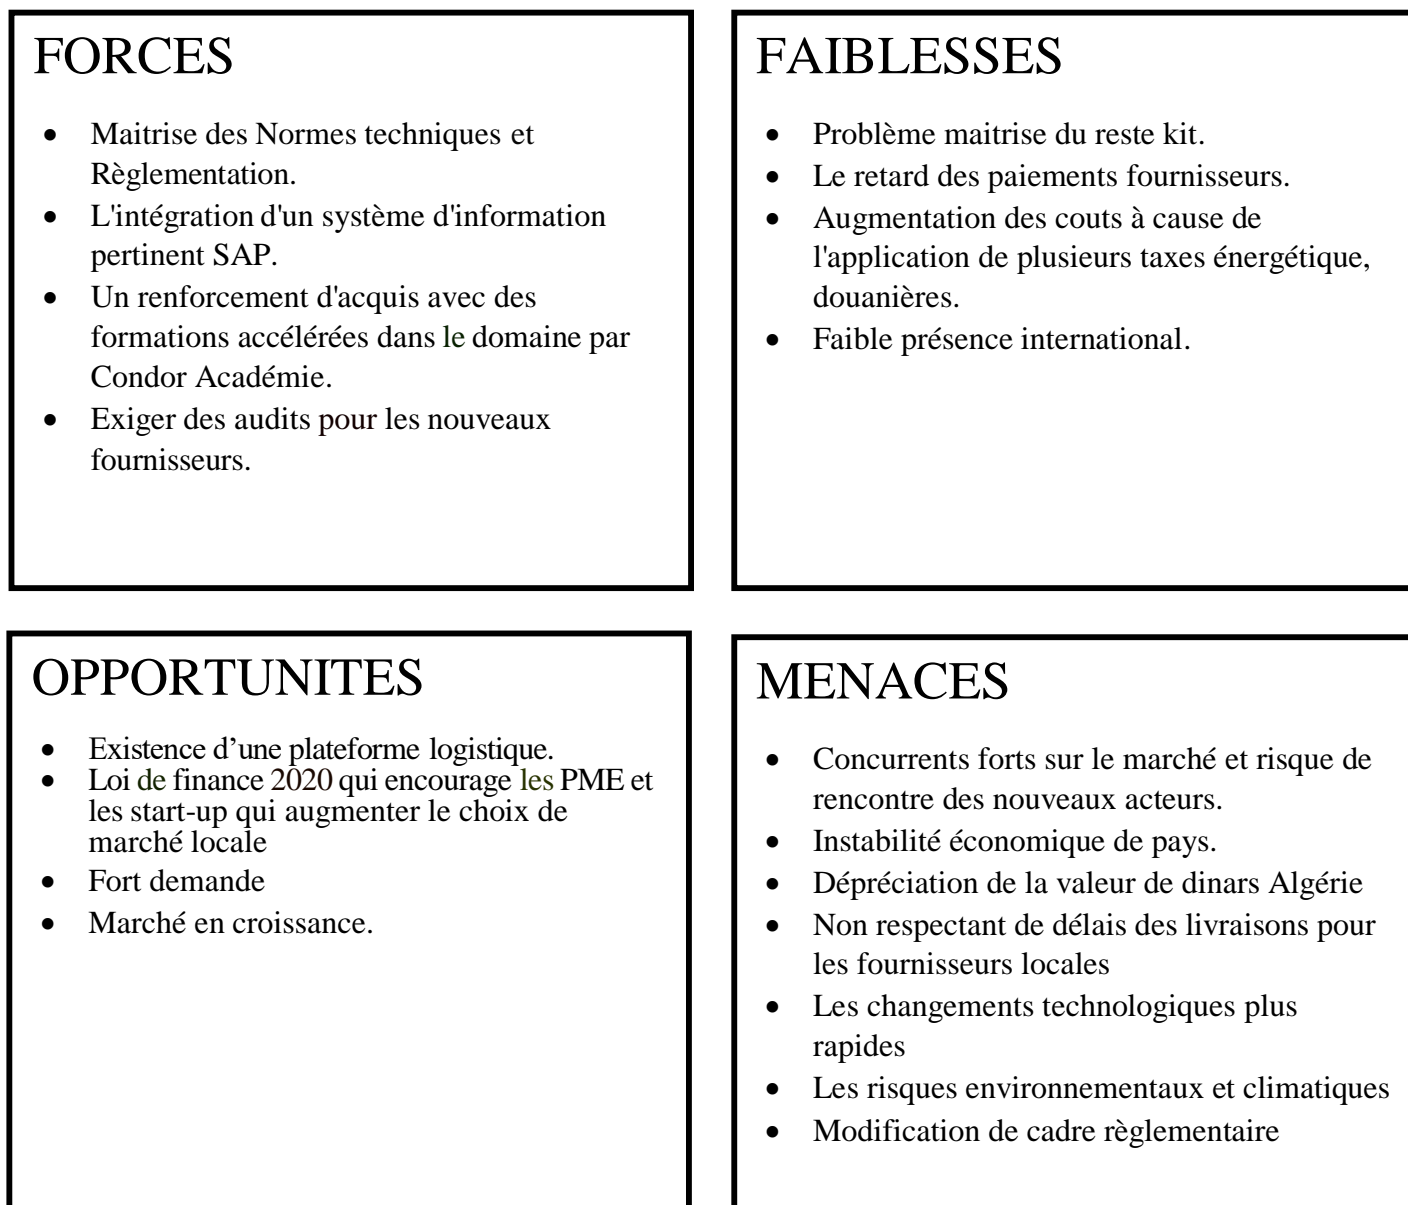 FORCES
• Maitrise des Normes techniques et
Règlementation.
• L'intégration d'un système d'information
pertinent SAP.
• Un renforcement d'acquis avec des
formations accélérées dans le domaine par
Condor Académie.
• Exiger des audits pour les nouveaux
fournisseurs.
FAIBLESSES
• Problème maitrise du reste kit.
• Le retard des paiements fournisseurs.
• Augmentation des couts à cause de
l'application de plusieurs taxes énergétique,
douanières.
• Faible présence international.
OPPORTUNITES
• Existence d’une plateforme logistique.
• Loi de finance 2020 qui encourage les PME et
les start-up qui augmenter le choix de
marché locale
• Fort demande
• Marché en croissance.
MENACES
• Concurrents forts sur le marché et risque de
rencontre des nouveaux acteurs.
• Instabilité économique de pays.
• Dépréciation de la valeur de dinars Algérie
• Non respectant de délais des livraisons pour
les fournisseurs locales
• Les changements technologiques plus
rapides
• Les risques environnementaux et climatiques
• Modification de cadre règlementaire